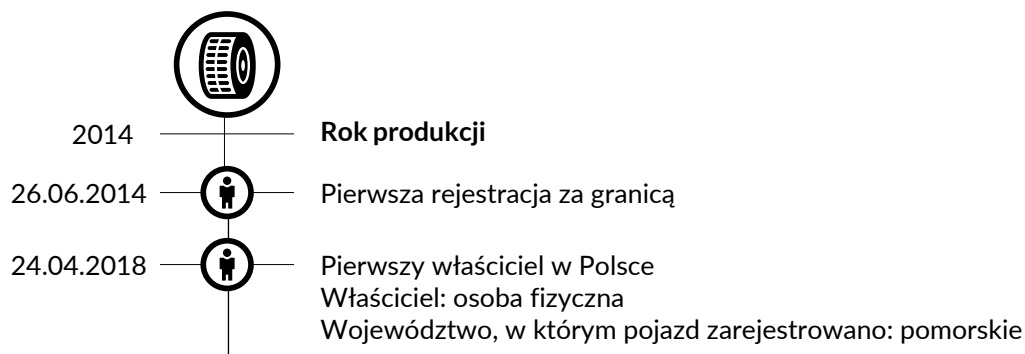 2014 Rok produkcji
26.06.2014 Pierwsza rejestracja za granicą
24.04.2018 Pierwszy właściciel w Polsce
Właściciel: osoba fizyczna
Województwo, w którym pojazd zarejestrowano: pomorskie